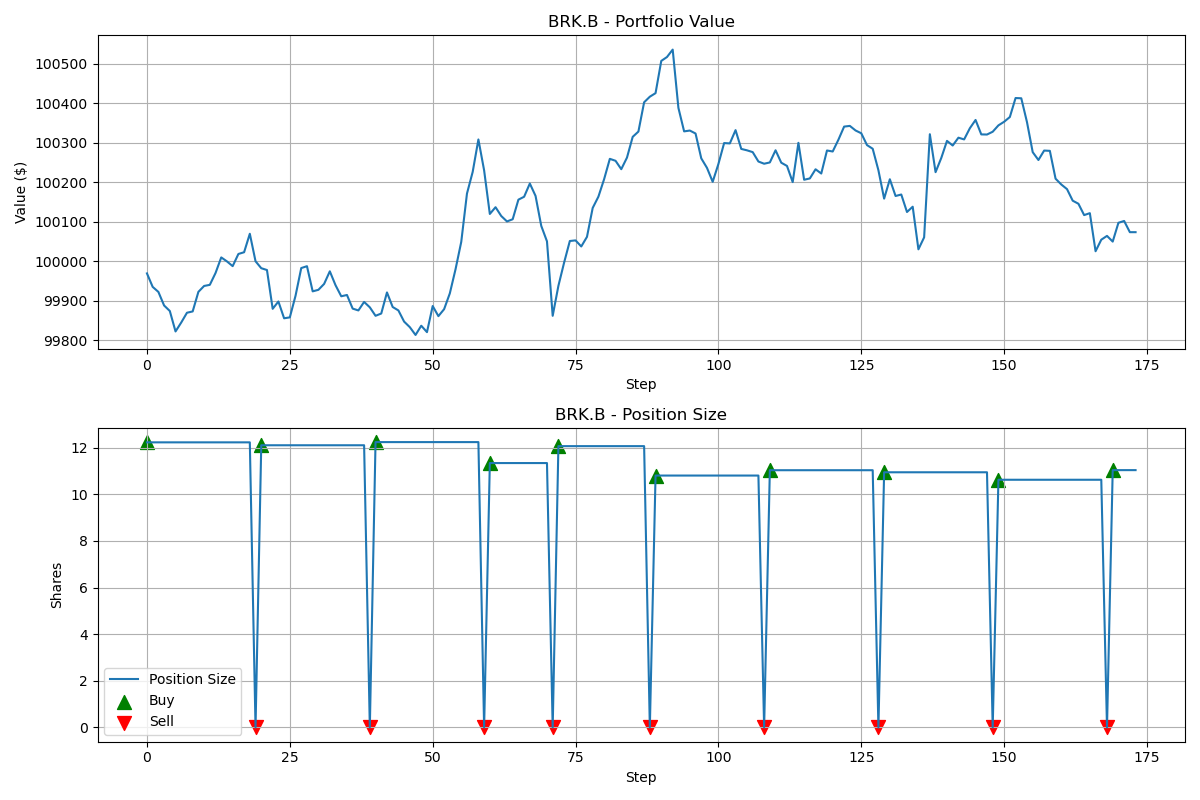 BRK.B - Portfolio Value
Value ($)
100500
100400
100300
100200
100100
100000
99900
99800
0 25 50 75 100 125 150 175
Step
BRK.B - Position Size
Shares
12
10
8
6
4
2
0
Position Size
Buy
Sell
0 25 50 75 100 125 150 175
Step